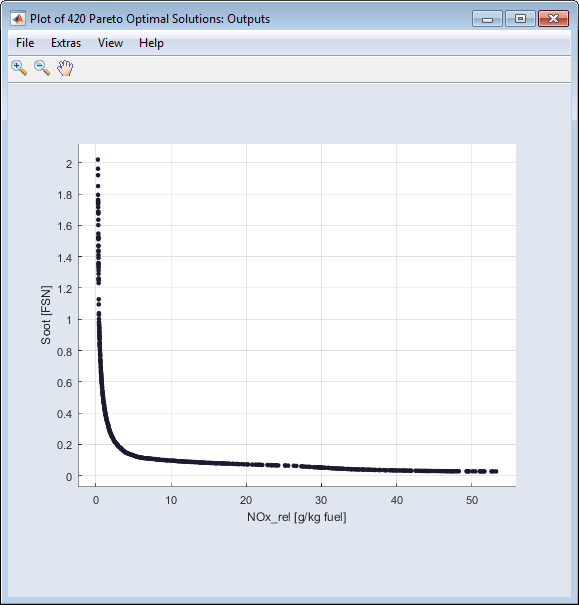 Plot of 420 Pareto Optimal Solutions: Outputs
File Extras View Help
2
1.8
1.6
1.4
1.2
1
0.8
0.6
0.4
0.2
0
Soot [FSN]
0 10 20 30 40 50
NOx_rel [g/kg fuel]